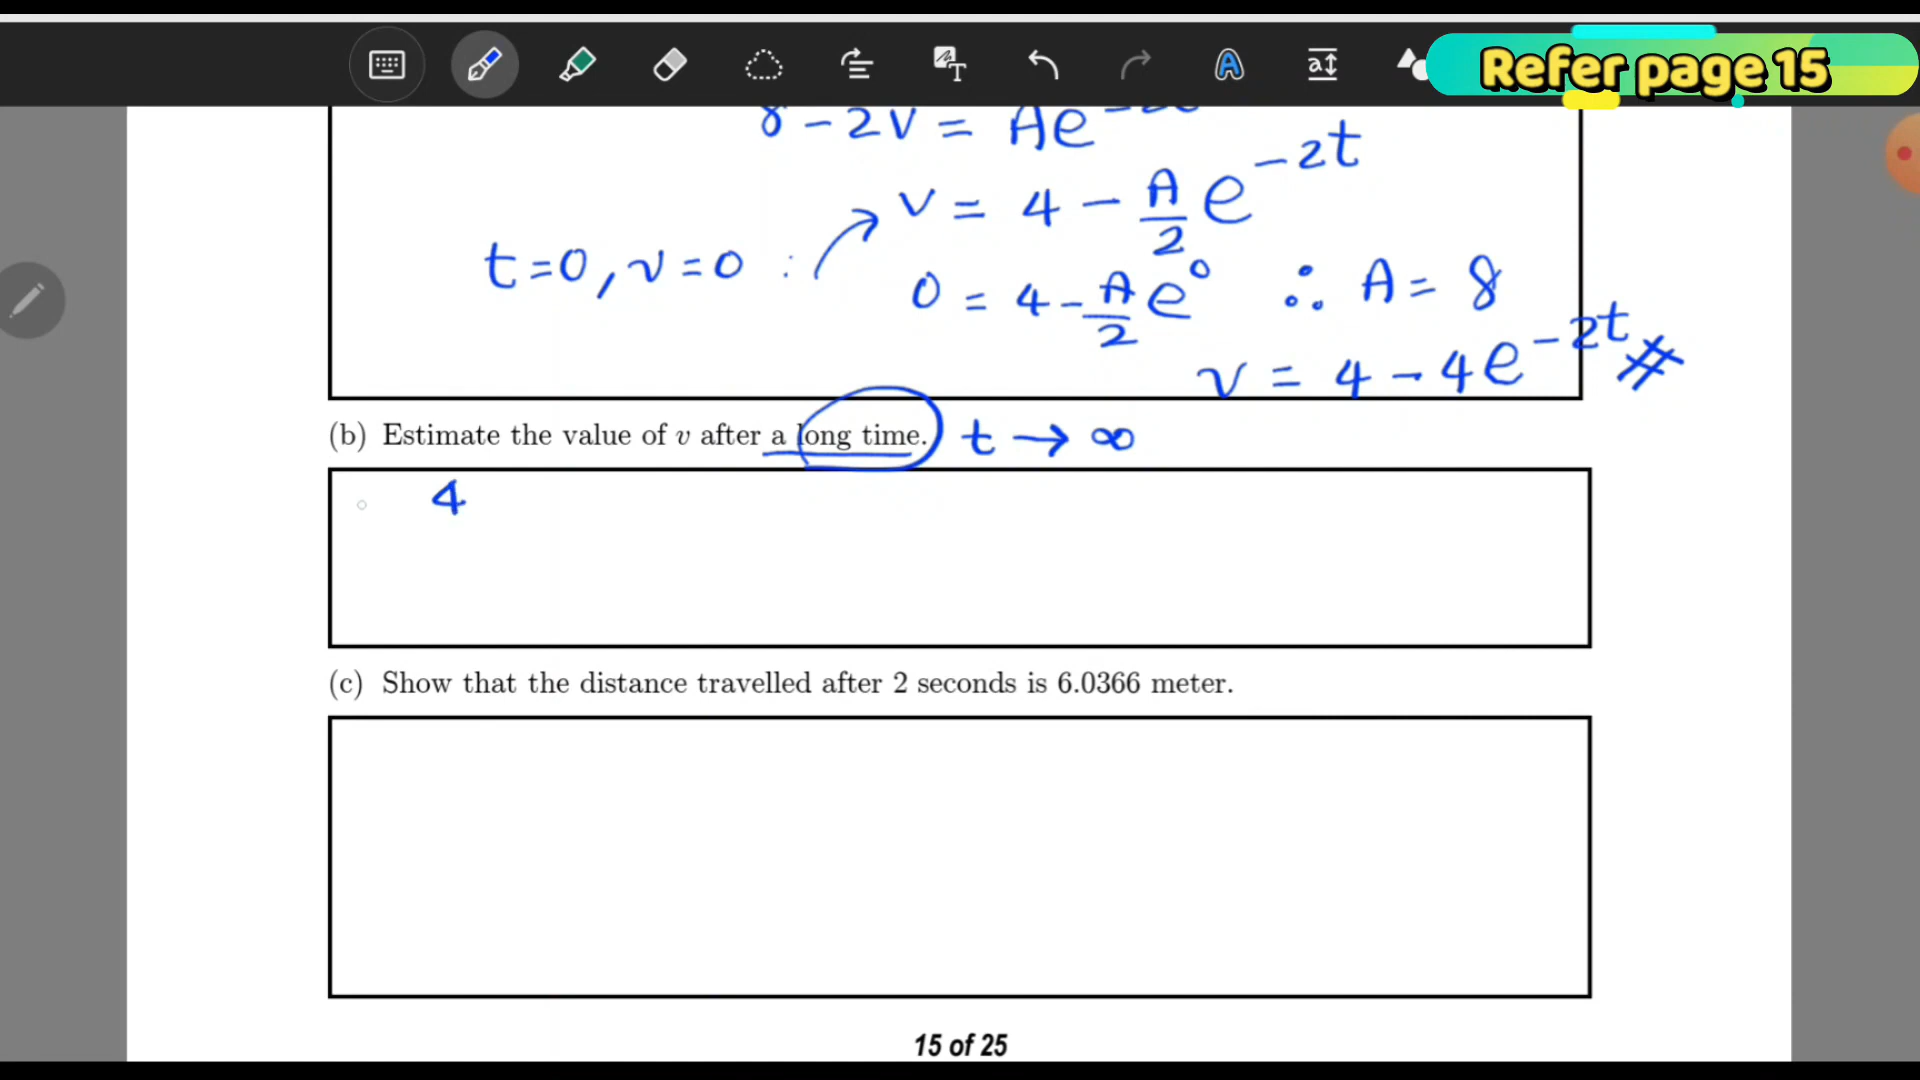 Refer page 15
8 - 2v = Ae
v = 4 - A/2 e^-2t
t=0, v=0 :
0 = 4 - A/2 e^0 ∴ A = 8
v = 4 - 4e^-2t #
(b) Estimate the value of v after a long time. t → ∞
4
(c) Show that the distance travelled after 2 seconds is 6.0366 meter.
15 of 25